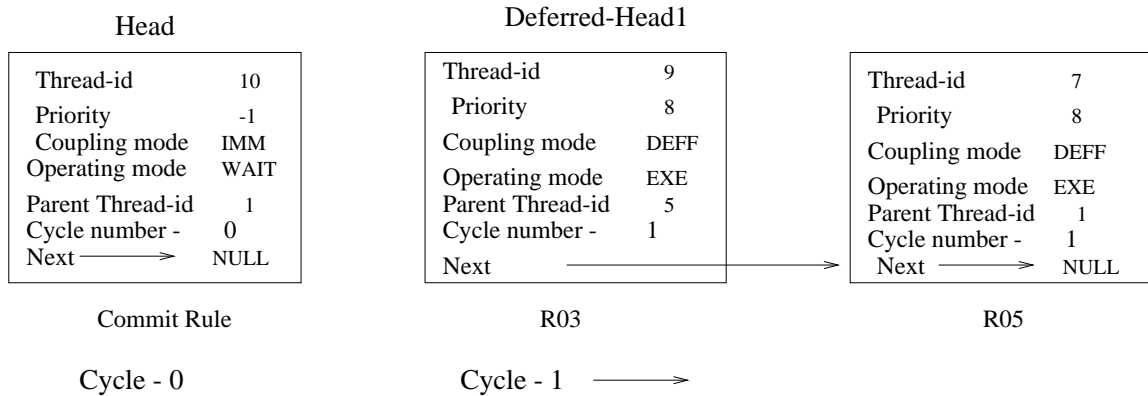 Head
Deferred-Head1
Thread-id 10
Priority -1
Coupling mode IMM
Operating mode WAIT
Parent Thread-id 1
Cycle number - 0
Next NULL
Thread-id 9
Priority 8
Coupling mode DEFF
Operating mode EXE
Parent Thread-id 5
Cycle number - 1
Next
Thread-id 7
Priority 8
Coupling mode DEFF
Operating mode EXE
Parent Thread-id 1
Cycle number - 1
Next NULL
Commit Rule
R03
R05
Cycle - 0
Cycle - 1